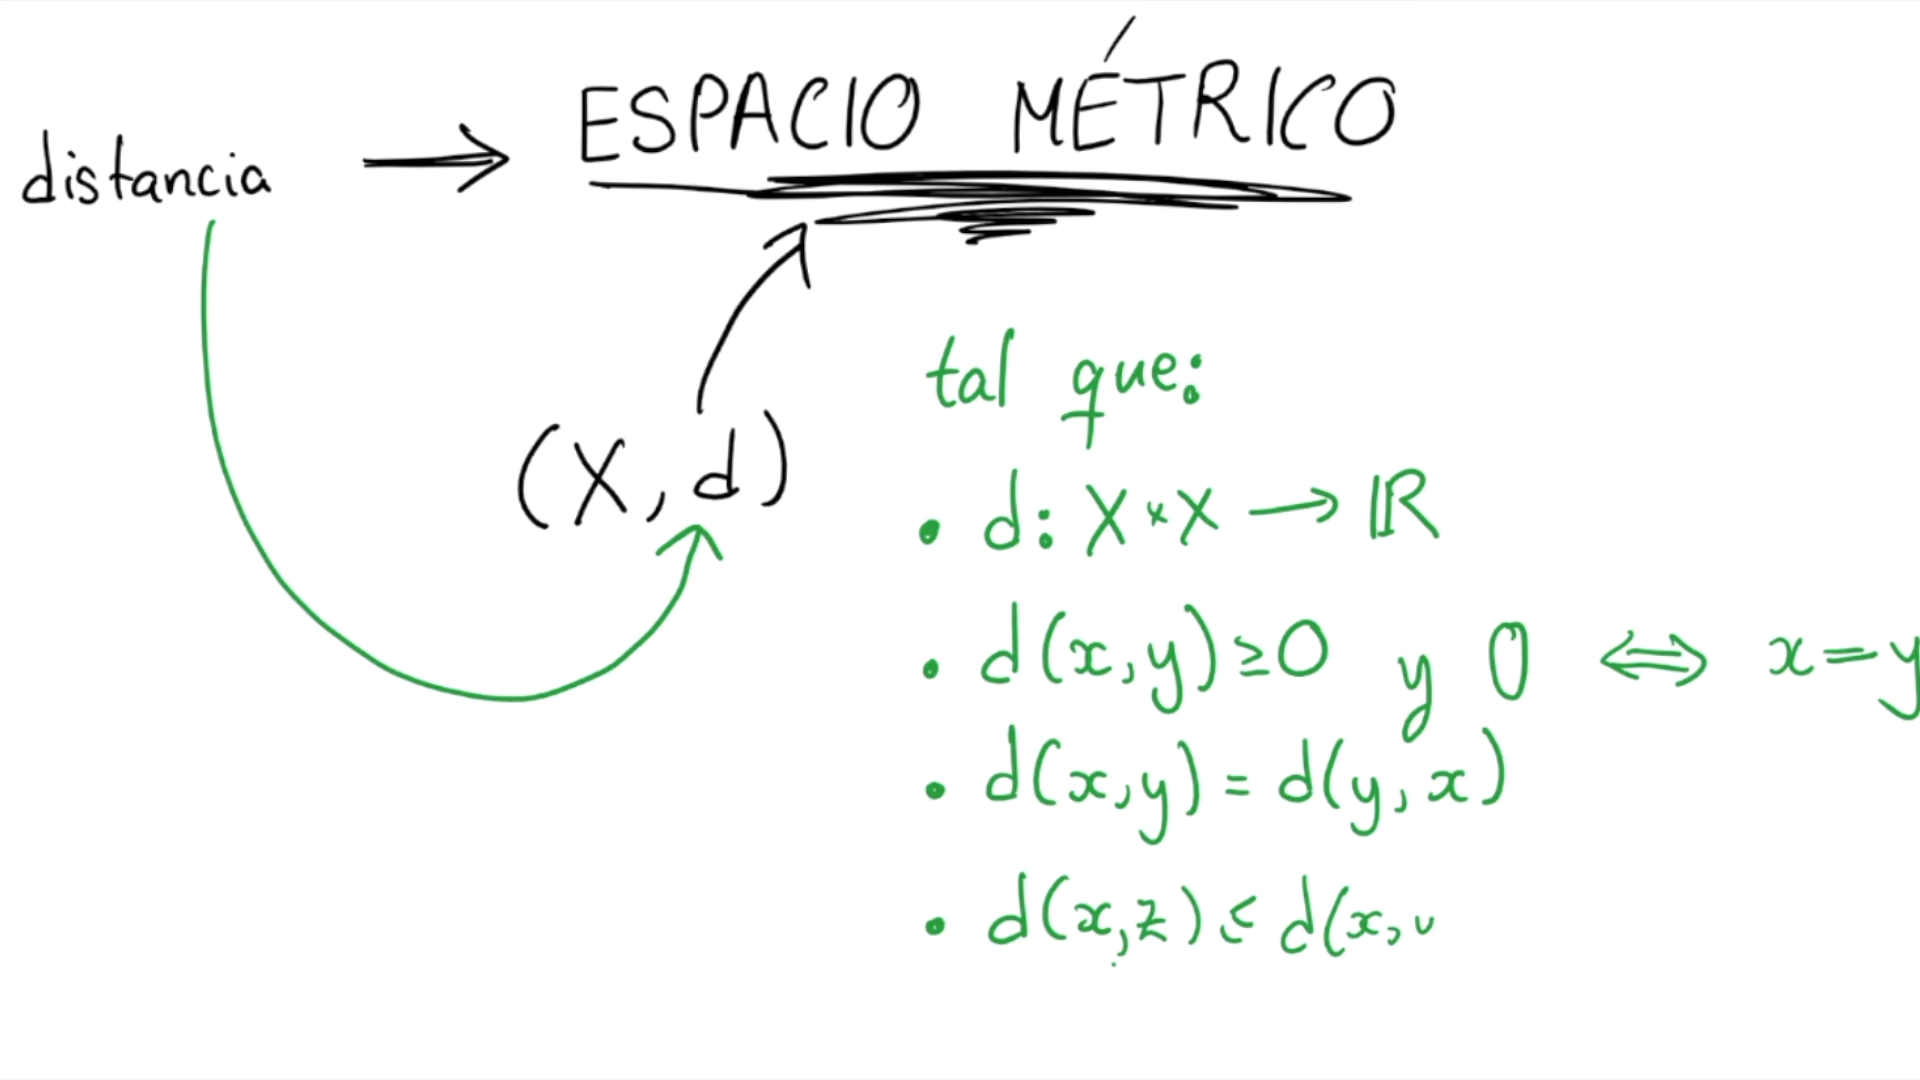 distancia → ESPACIO MÉTRICO
(X, d)
tal que:
• d: X × X → ℝ
• d(x,y) ≥ 0 y 0 ⇔ x = y
• d(x,y) = d(y,x)
• d(x,z) ≤ d(x,